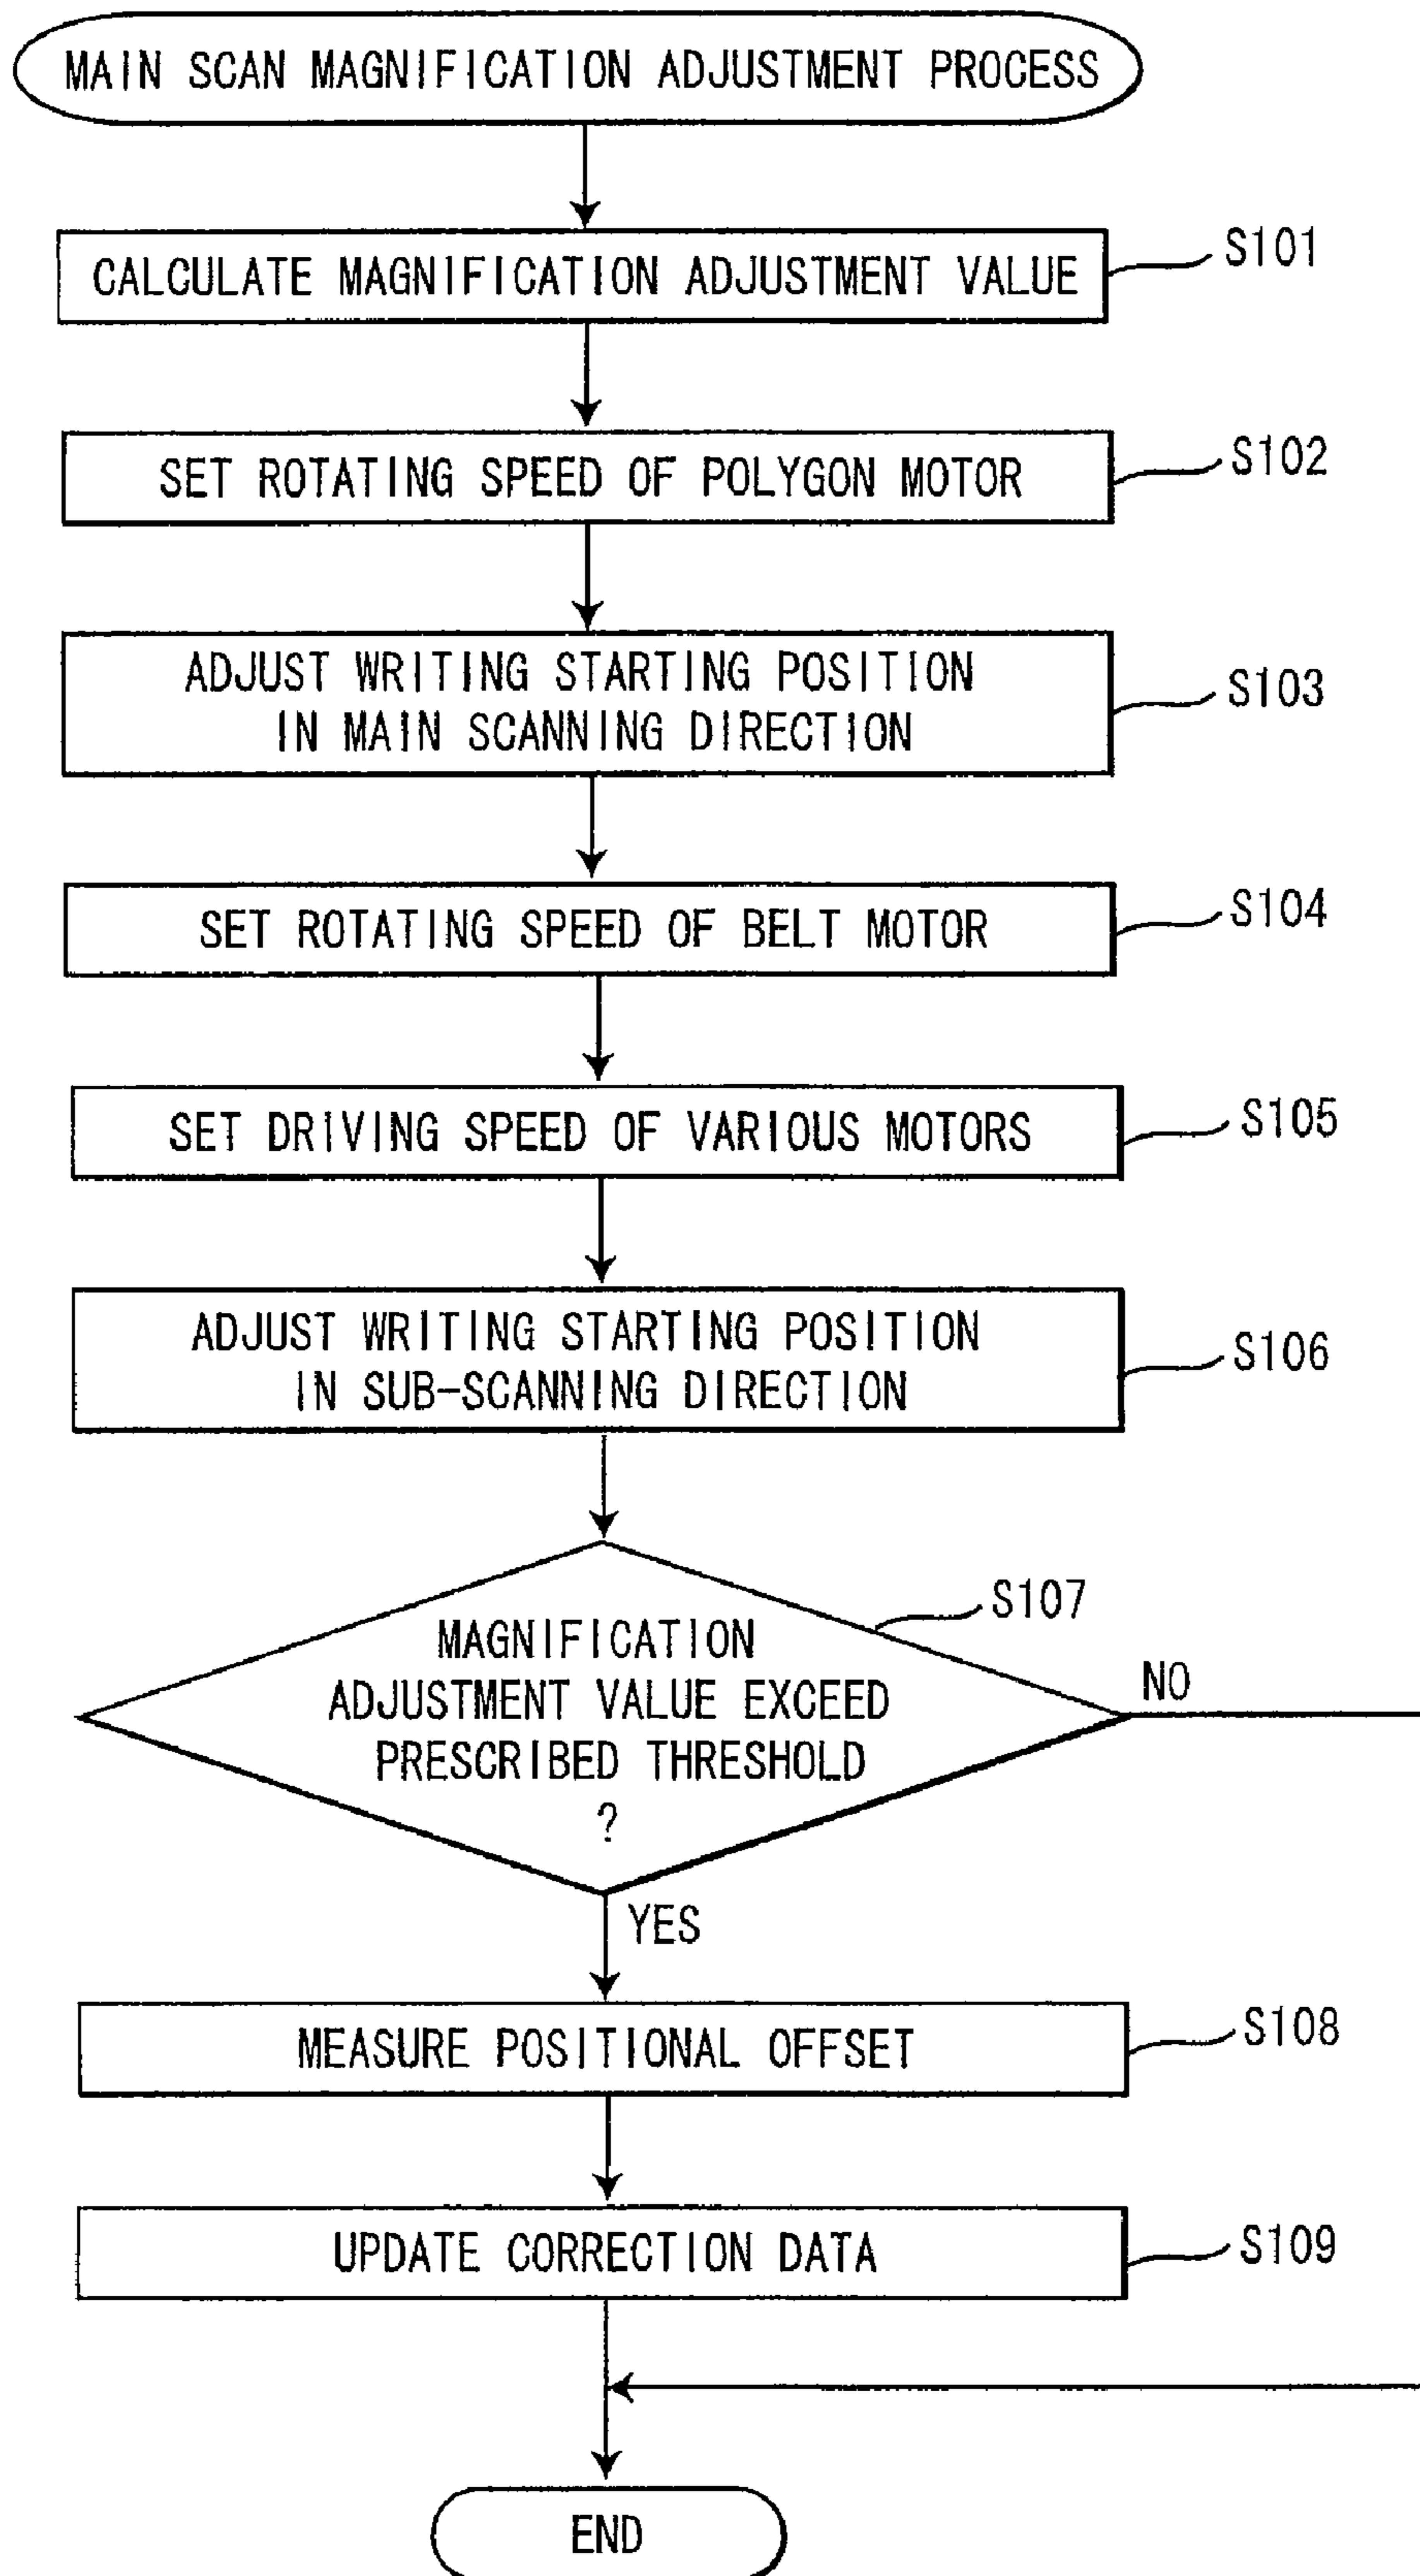 MAIN SCAN MAGNIFICATION ADJUSTMENT PROCESS
CALCULATE MAGNIFICATION ADJUSTMENT VALUE
S101
SET ROTATING SPEED OF POLYGON MOTOR
S102
ADJUST WRITING STARTING POSITION
IN MAIN SCANNING DIRECTION
S103
SET ROTATING SPEED OF BELT MOTOR
S104
SET DRIVING SPEED OF VARIOUS MOTORS
S105
ADJUST WRITING STARTING POSITION
IN SUB-SCANNING DIRECTION
S106
S107
MAGNIFICATION
ADJUSTMENT VALUE EXCEED
PRESCRIBED THRESHOLD
?
NO
YES
MEASURE POSITIONAL OFFSET
S108
UPDATE CORRECTION DATA
S109
END